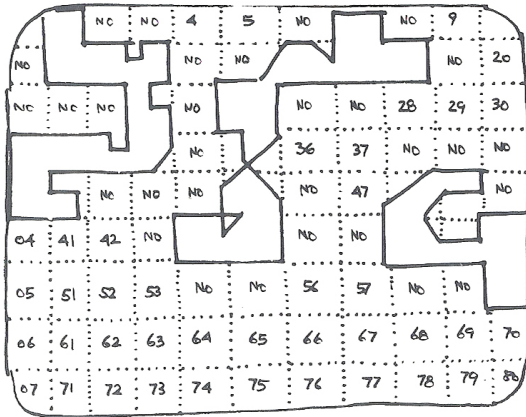 NO NO 4 5 NO NO 9
NO NO NO NO 20
NO NO NO NO NO NO 28 29 30
NO 36 37 NO NO NO
NO NO NO NO 47 NO
04 41 42 NO NO NO
05 51 52 53 NO NO 56 57 NO NO
06 61 62 63 64 65 66 67 68 69 70
07 71 72 73 74 75 76 77 78 79 80